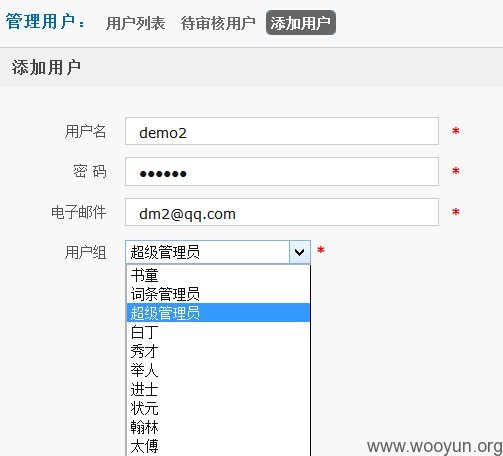 管理用户： 用户列表 待审核用户 添加用户
添加用户
用户名 demo2 *
密 码 ●●●●●● *
电子邮件 dm2@qq.com *
用户组 超级管理员 *
书童
词条管理员
超级管理员
白丁
秀才
举人
进士
状元
翰林
太傅
www.wooyun.org